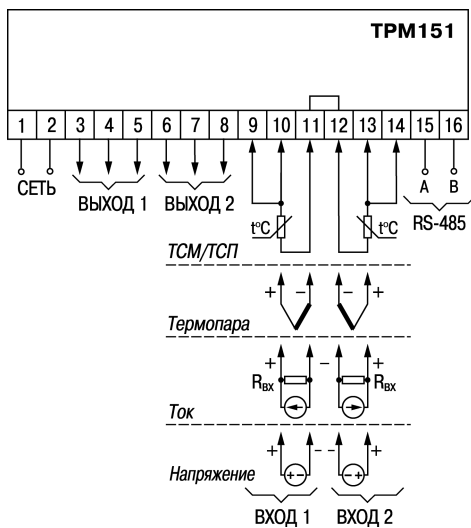 ТРМ151
1 2 3 4 5 6 7 8 9 10 11 12 13 14 15 16
СЕТЬ ВЫХОД 1 ВЫХОД 2 t°C t°C A B
RS-485
ТСМ/ТСП
+ - - +
Термопара
+ - +
Rвх Rвх
Ток
+ + - - - - + +
Напряжение
ВХОД 1 ВХОД 2